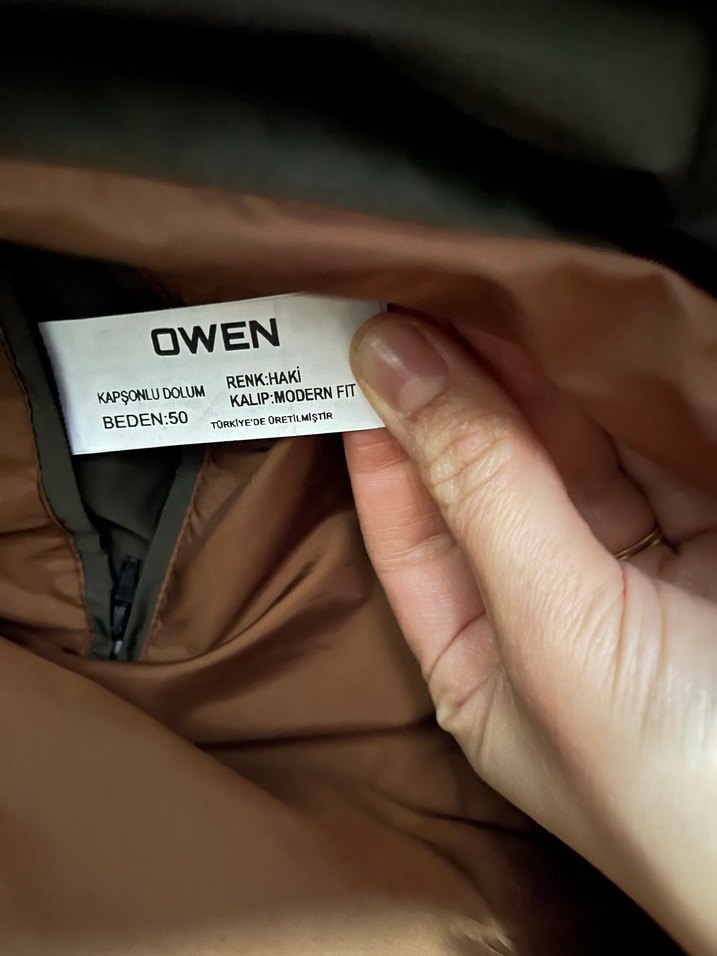 OWEN
KAPŞONLU DOLUM
BEDEN:50
RENK:HAKİ
KALIP:MODERN FIT
TÜRKİYE'DE ÜRETİLMİŞTİR